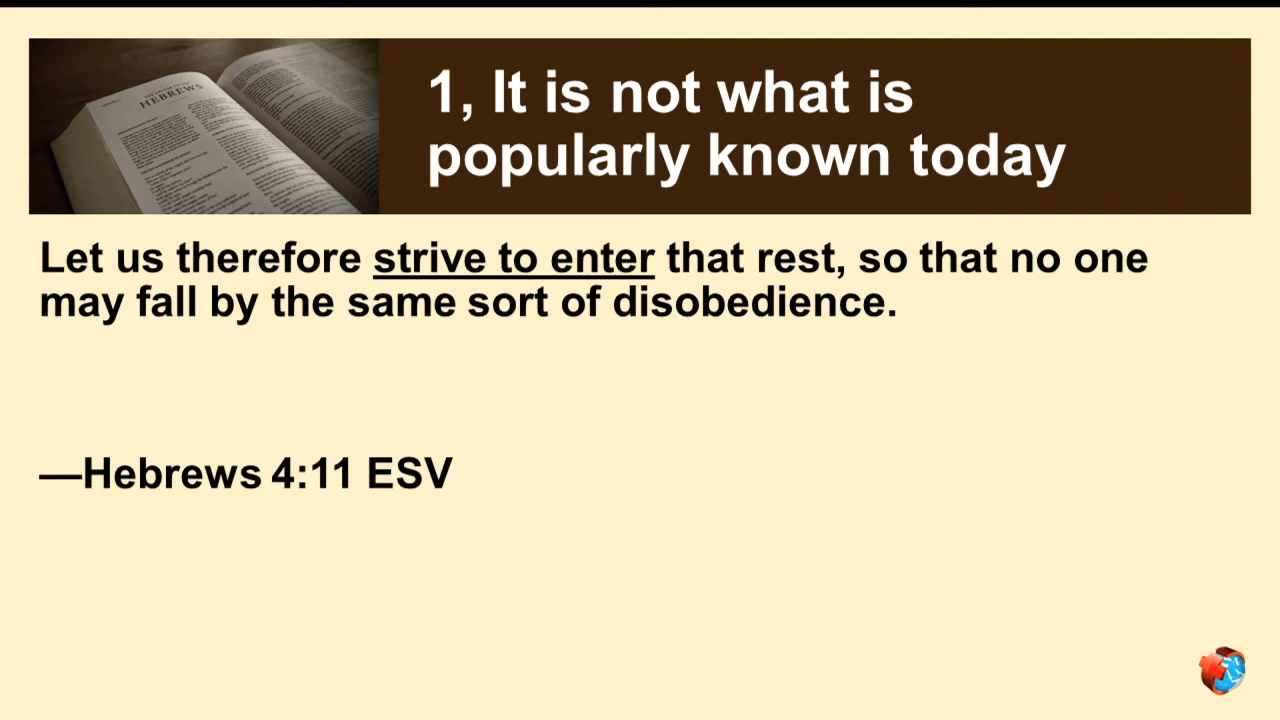 HEBREWS
1, It is not what is
popularly known today
Let us therefore strive to enter that rest, so that no one
may fall by the same sort of disobedience.
—Hebrews 4:11 ESV